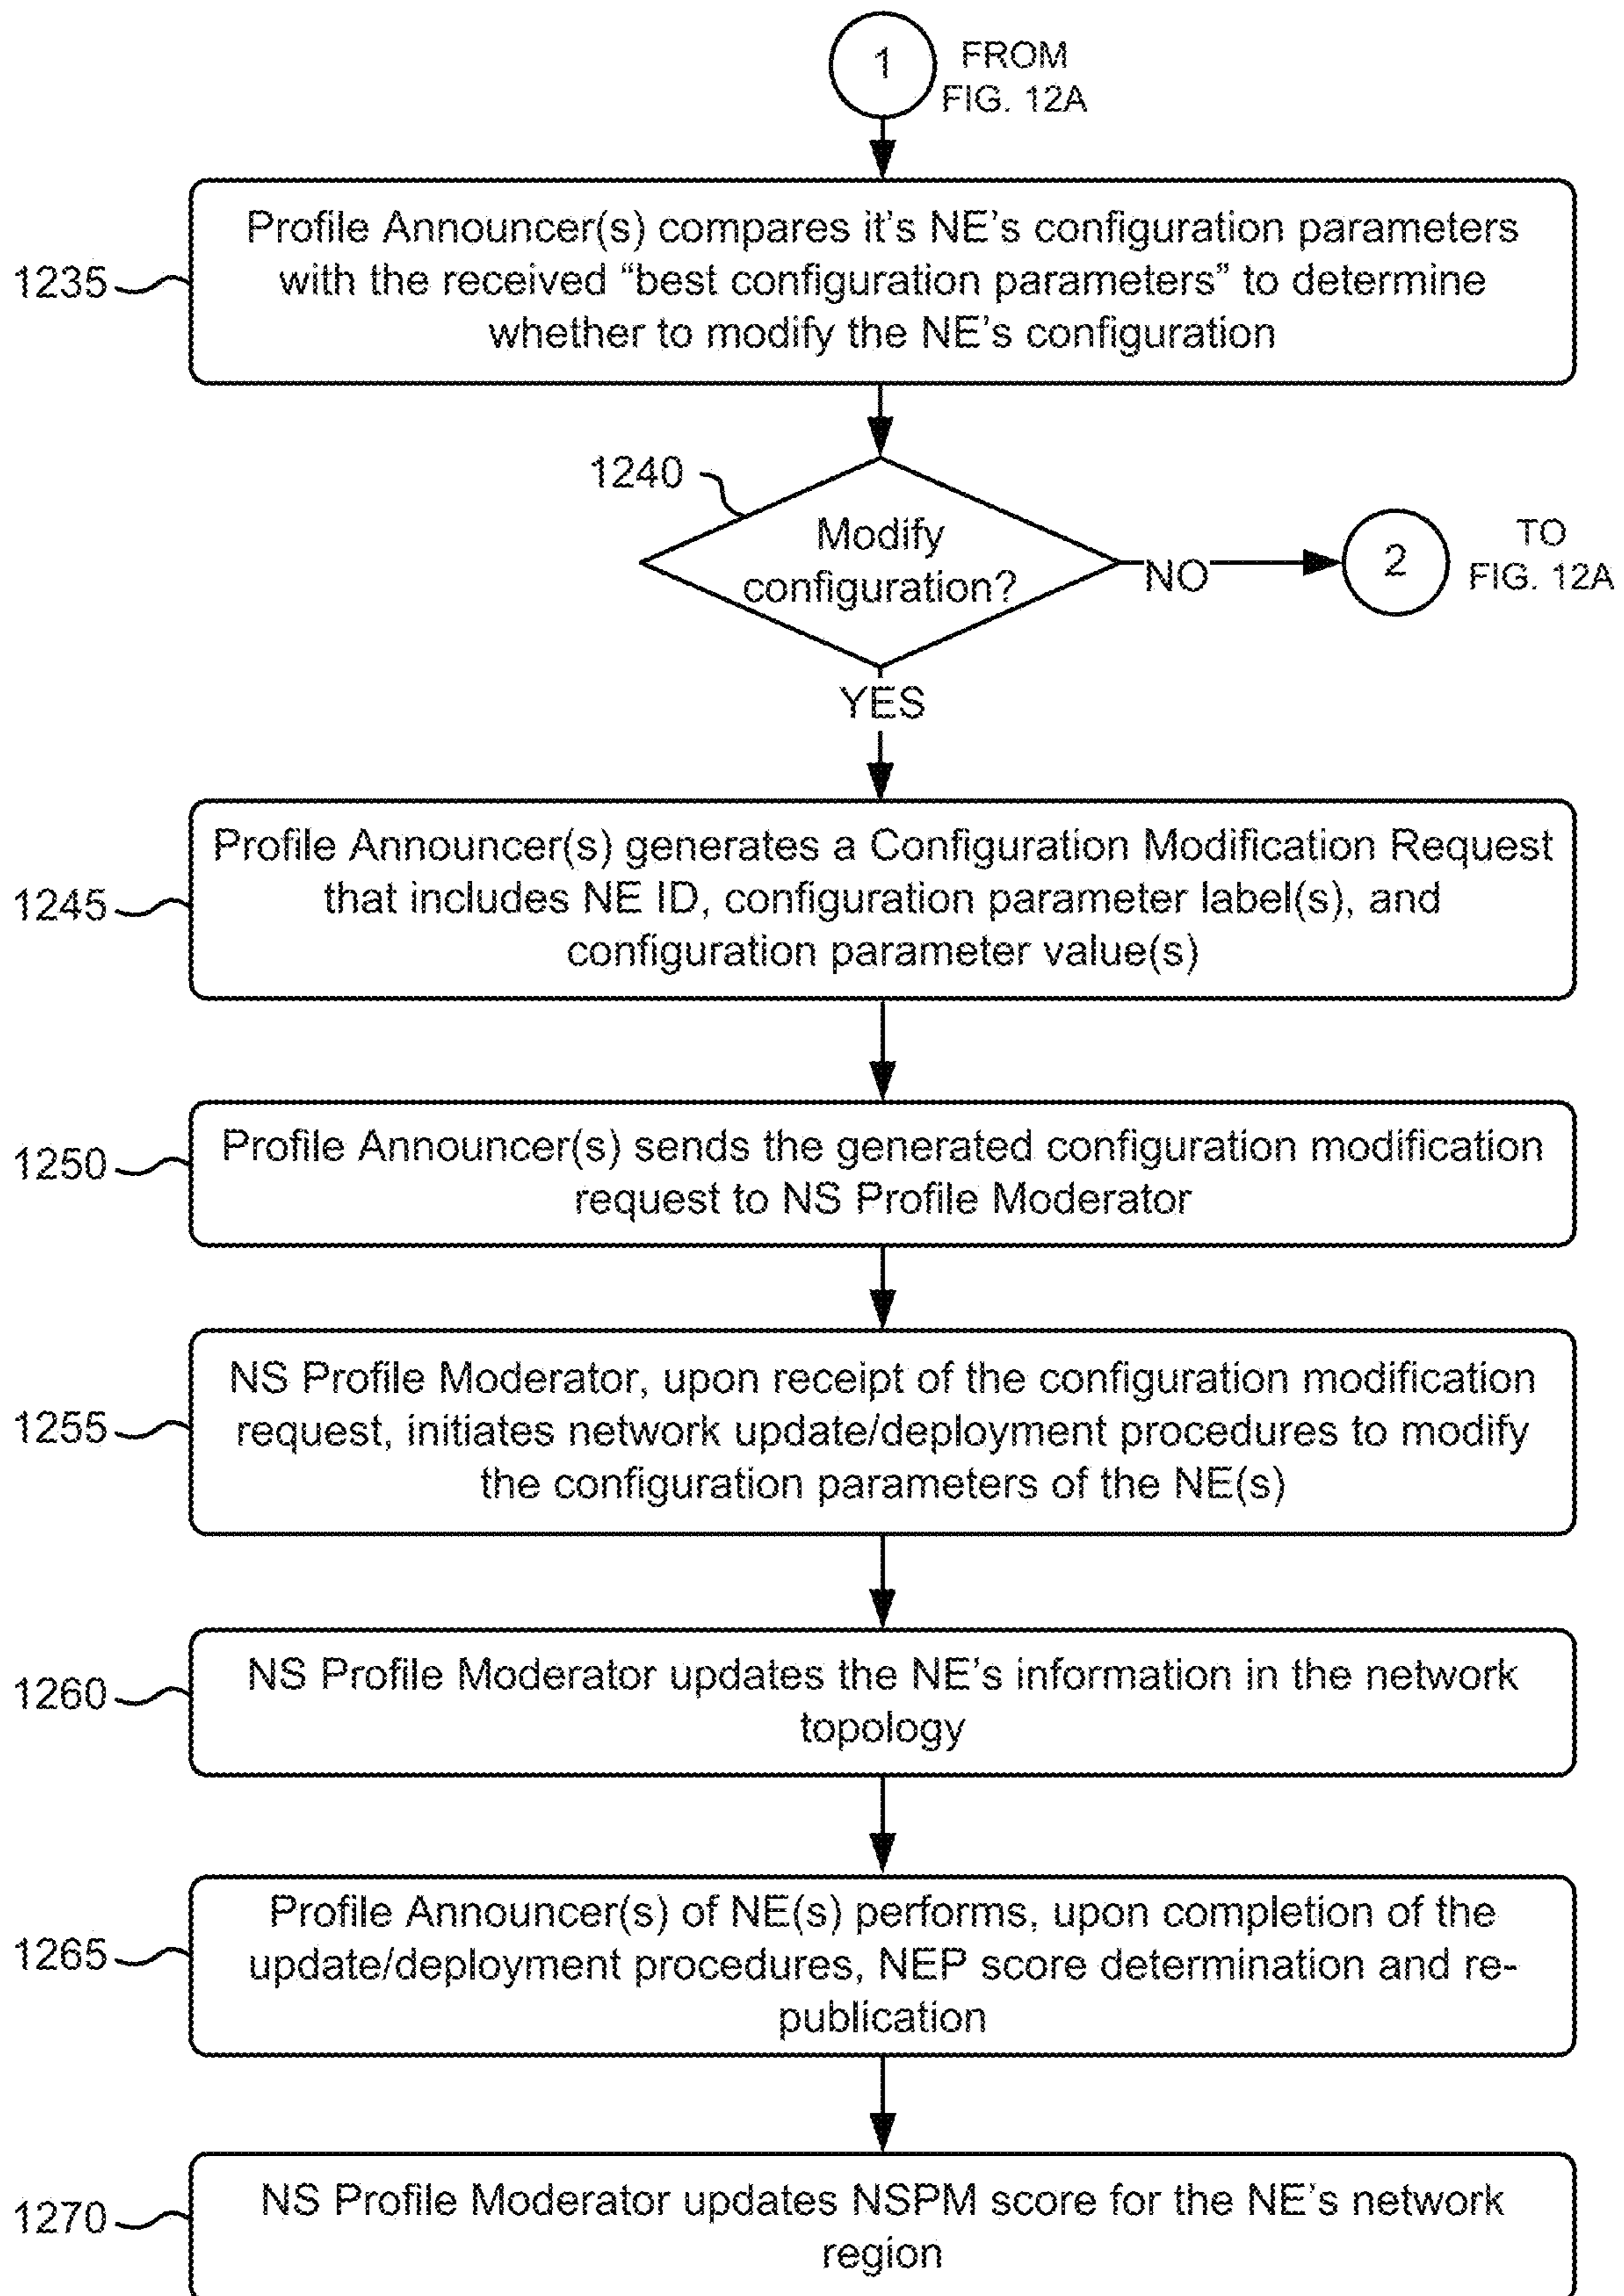 1
FROM
FIG. 12A
1235
Profile Announcer(s) compares it's NE's configuration parameters
with the received “best configuration parameters” to determine
whether to modify the NE's configuration
1240
Modify
configuration?
NO
2
TO
FIG. 12A
YES
1245
Profile Announcer(s) generates a Configuration Modification Request
that includes NE ID, configuration parameter label(s), and
configuration parameter value(s)
1250
Profile Announcer(s) sends the generated configuration modification
request to NS Profile Moderator
1255
NS Profile Moderator, upon receipt of the configuration modification
request, initiates network update/deployment procedures to modify
the configuration parameters of the NE(s)
1260
NS Profile Moderator updates the NE's information in the network
topology
1265
Profile Announcer(s) of NE(s) performs, upon completion of the
update/deployment procedures, NEP score determination and re-
publication
1270
NS Profile Moderator updates NSPM score for the NE's network
region